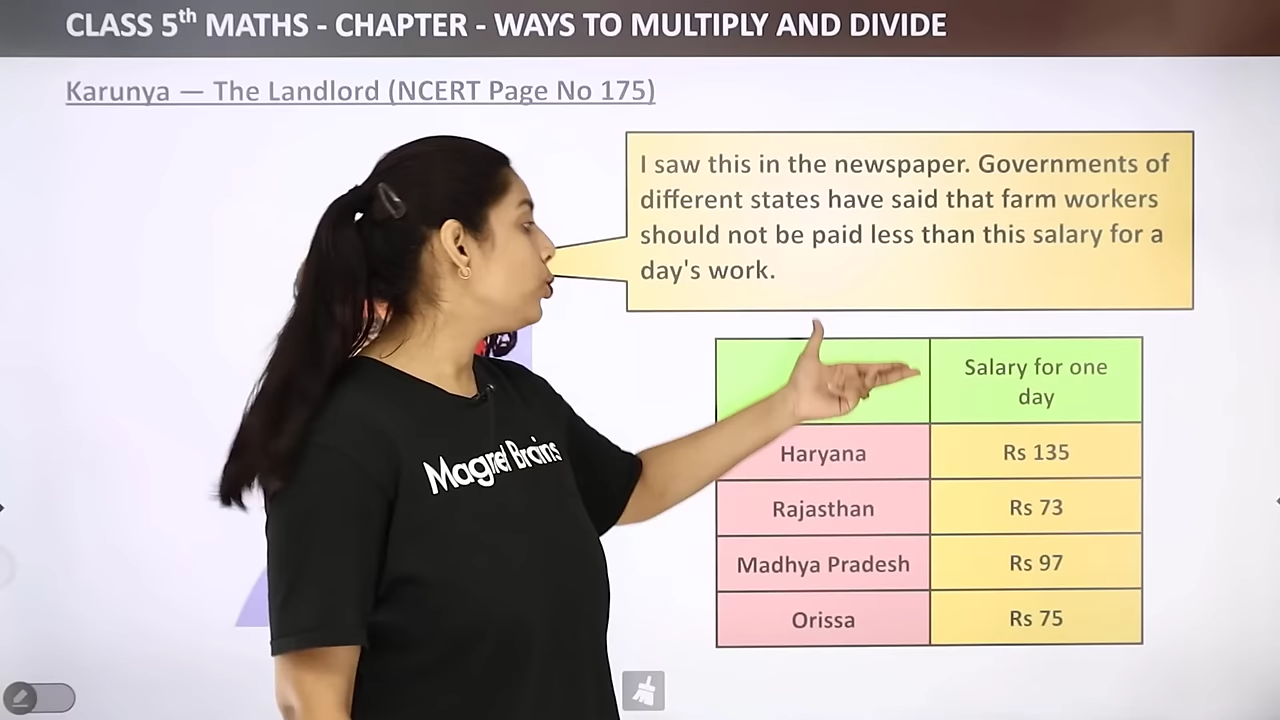 CLASS 5th MATHS - CHAPTER - WAYS TO MULTIPLY AND DIVIDE
Karunya — The Landlord (NCERT Page No 175)
I saw this in the newspaper. Governments of
different states have said that farm workers
should not be paid less than this salary for a
day's work.
Magnet Brains
Salary for one
day
Haryana Rs 135
Rajasthan Rs 73
Madhya Pradesh Rs 97
Orissa Rs 75